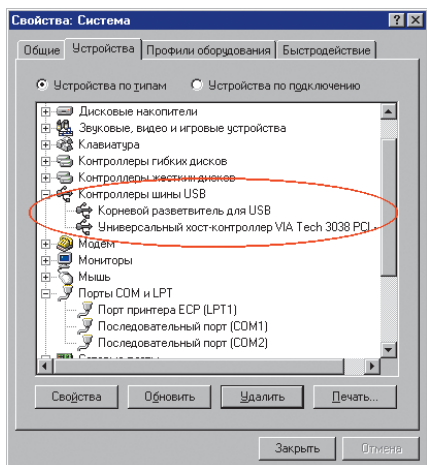 Свойства: Система
Общие Устройства Профили оборудования Быстродействие
Устройства по типам Устройства по подключению
Дисковые накопители
Звуковые, видео и игровые устройства
Клавиатура
Контроллеры гибких дисков
Контроллеры жестких дисков
Контроллеры шины USB
Корневой разветвитель для USB
Универсальный хост-контроллер VIA Tech 3038 PCI
Модем
Мониторы
Мышь
Порты COM и LPT
Порт принтера ECP (LPT1)
Последовательный порт (COM1)
Последовательный порт (COM2)
Свойства Обновить Удалить Печать...
Закрыть Отмена